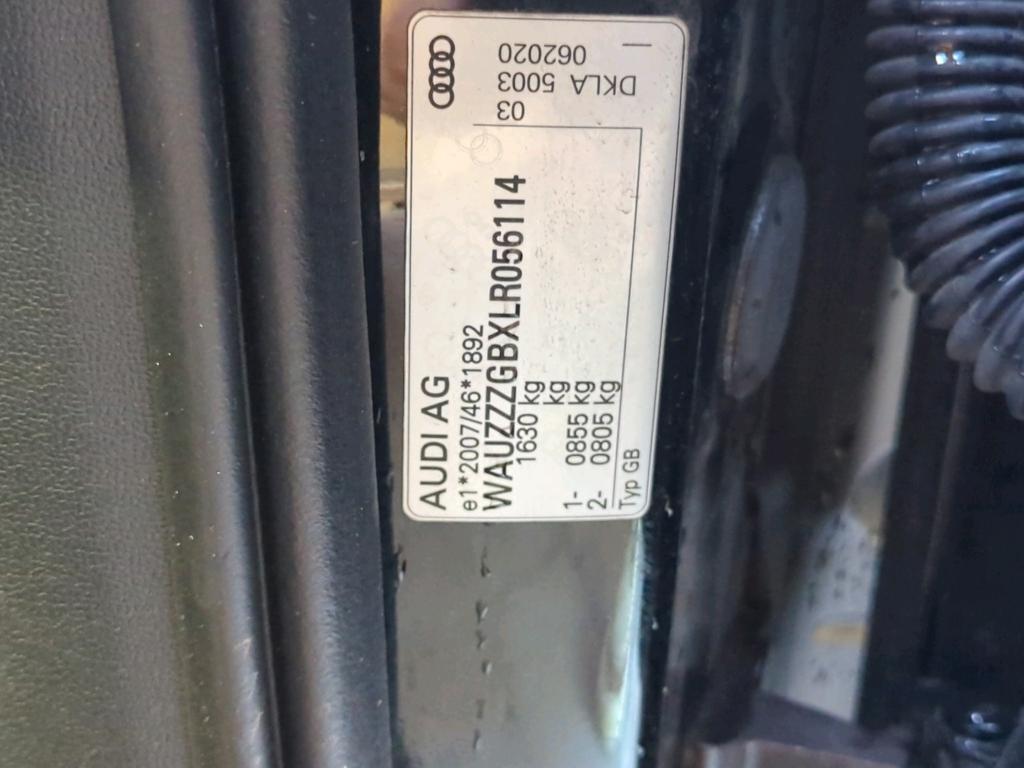 AUDI AG
e1*2007/46*1892
WAUZZZGBXLR056114
1630 kg
kg
1- 0855 kg
2- 0805 kg
Typ GB
03
DKLA 5003
062020